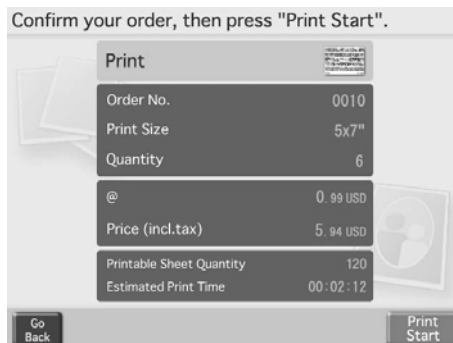 Confirm your order, then press "Print Start".
Print
Order No. 0010
Print Size 5x7"
Quantity 6
@ 0.99 USD
Price (incl.tax) 5.94 USD
Printable Sheet Quantity 120
Estimated Print Time 00:02:12
Go
Back
Print
Start